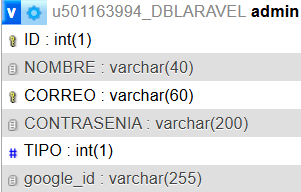 v u501163994_DBLARAVEL admin
ID : int(1)
NOMBRE : varchar(40)
CORREO : varchar(60)
CONTRASENIA : varchar(200)
# TIPO : int(1)
google_id : varchar(255)